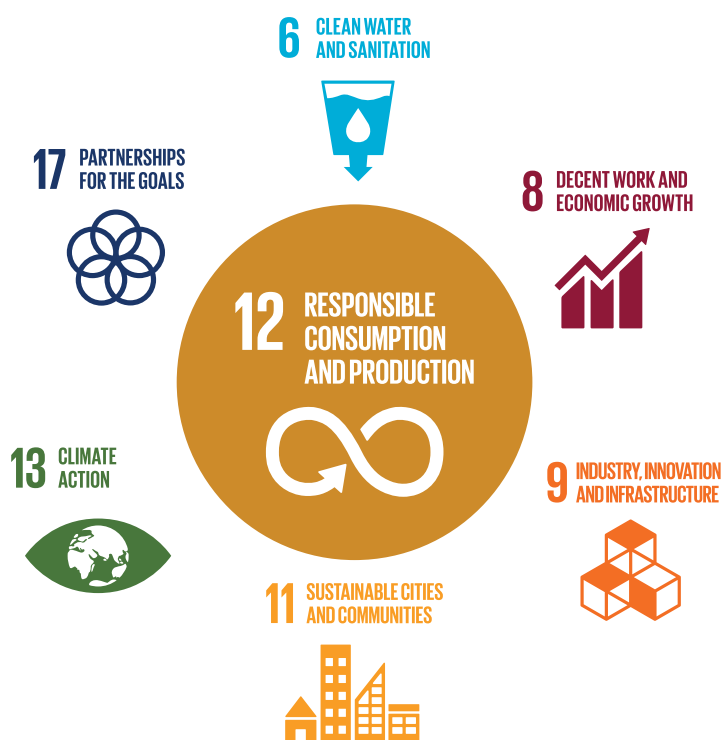 6 CLEAN WATER
AND SANITATION
17 PARTNERSHIPS
FOR THE GOALS
8 DECENT WORK AND
ECONOMIC GROWTH
12 RESPONSIBLE
CONSUMPTION
AND PRODUCTION
13 CLIMATE
ACTION
9 INDUSTRY, INNOVATION
AND INFRASTRUCTURE
11 SUSTAINABLE CITIES
AND COMMUNITIES